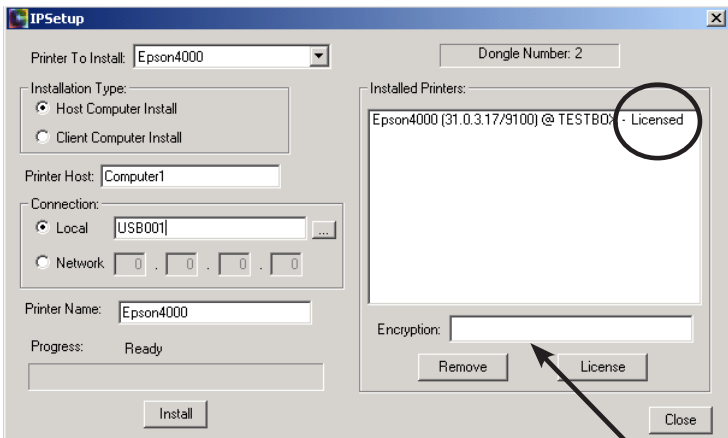 IPSetup
Printer To Install: Epson4000
Dongle Number: 2
Installation Type:
Host Computer Install
Client Computer Install
Printer Host: Computer1
Connection:
Local USB001 ...
Network 0 . 0 . 0 . 0
Printer Name: Epson4000
Progress: Ready
Install
Installed Printers:
Epson4000 (31.0.3.17/9100) @ TESTBOX - Licensed
Encryption:
Remove License
Close